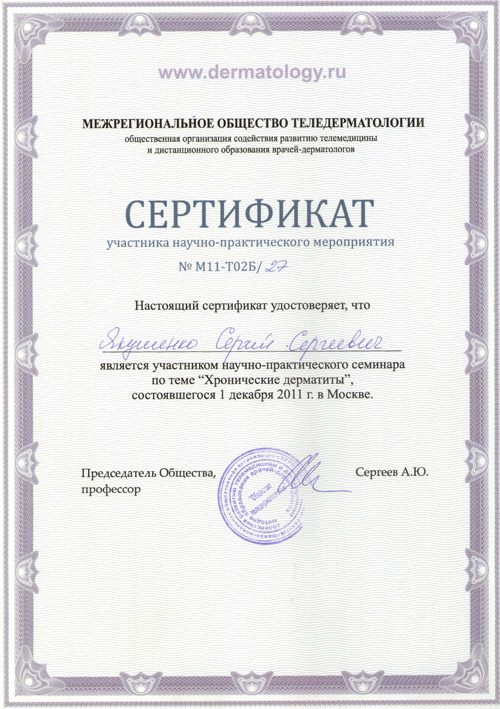 www.dermatology.ru
МЕЖРЕГИОНАЛЬНОЕ ОБЩЕСТВО ТЕЛЕДЕРМАТОЛОГИИ
общественная организация содействия развитию телемедицины
и дистанционного образования врачей-дерматологов
СЕРТИФИКАТ
участника научно-практического мероприятия
№ М11-Т02Б/ 27
Настоящий сертификат удостоверяет, что
Якушенко Сергей Сергеевич
является участником научно-практического семинара
по теме “Хронические дерматиты”,
состоявшегося 1 декабря 2011 г. в Москве.
Председатель Общества,
профессор
Сергеев А.Ю.